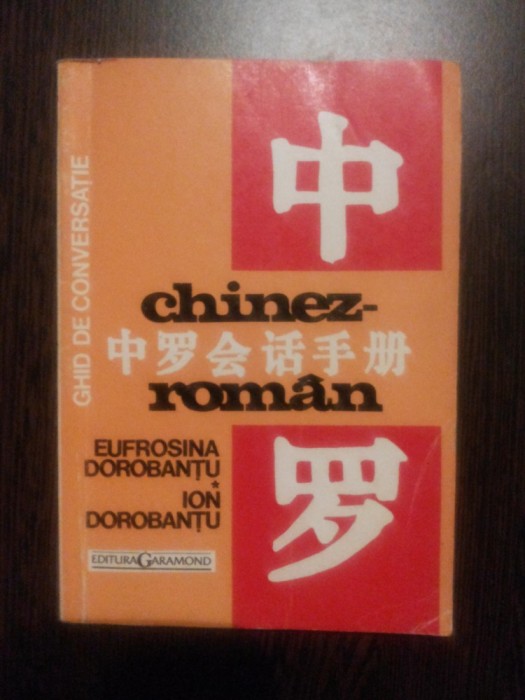 GHID DE CONVERSAȚIE
中
chinez-
中罗会话手册
român
EUFROSINA
DOROBANȚU
*
ION
DOROBANȚU
EDITURA GARAMOND
罗